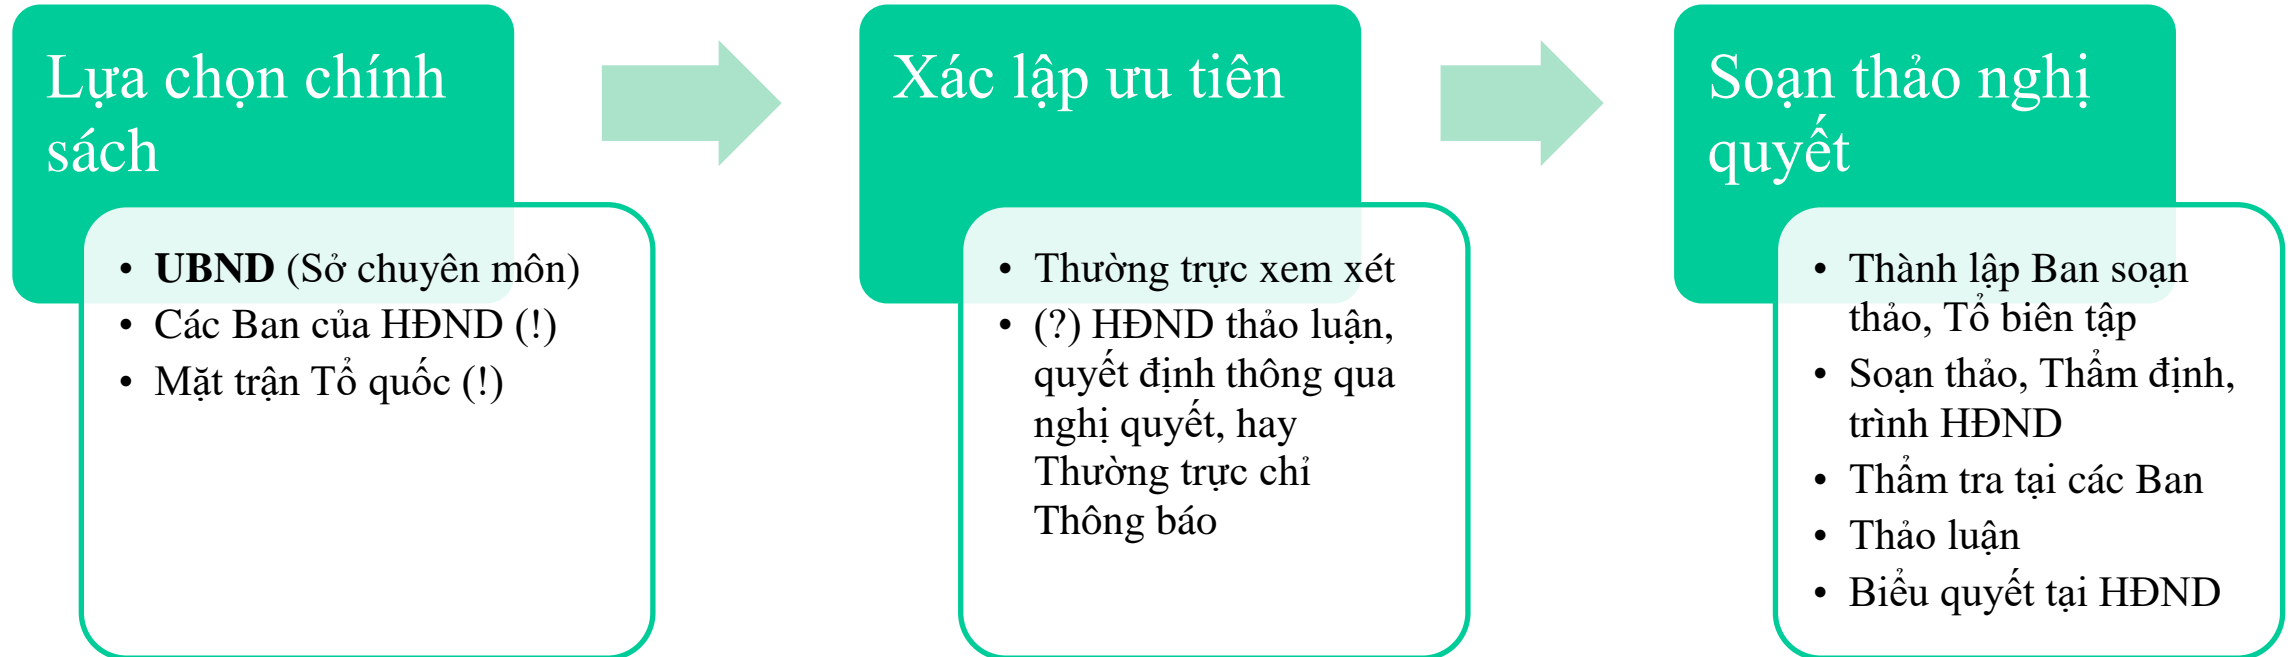 Lựa chọn chính
sách
• UBND (Sở chuyên môn)
• Các Ban của HĐND (!)
• Mặt trận Tổ quốc (!)
Xác lập ưu tiên
• Thường trực xem xét
• (?) HĐND thảo luận,
quyết định thông qua
nghị quyết, hay
Thường trực chỉ
Thông báo
Soạn thảo nghị
quyết
• Thành lập Ban soạn
thảo, Tổ biên tập
• Soạn thảo, Thẩm định,
trình HĐND
• Thẩm tra tại các Ban
• Thảo luận
• Biểu quyết tại HĐND